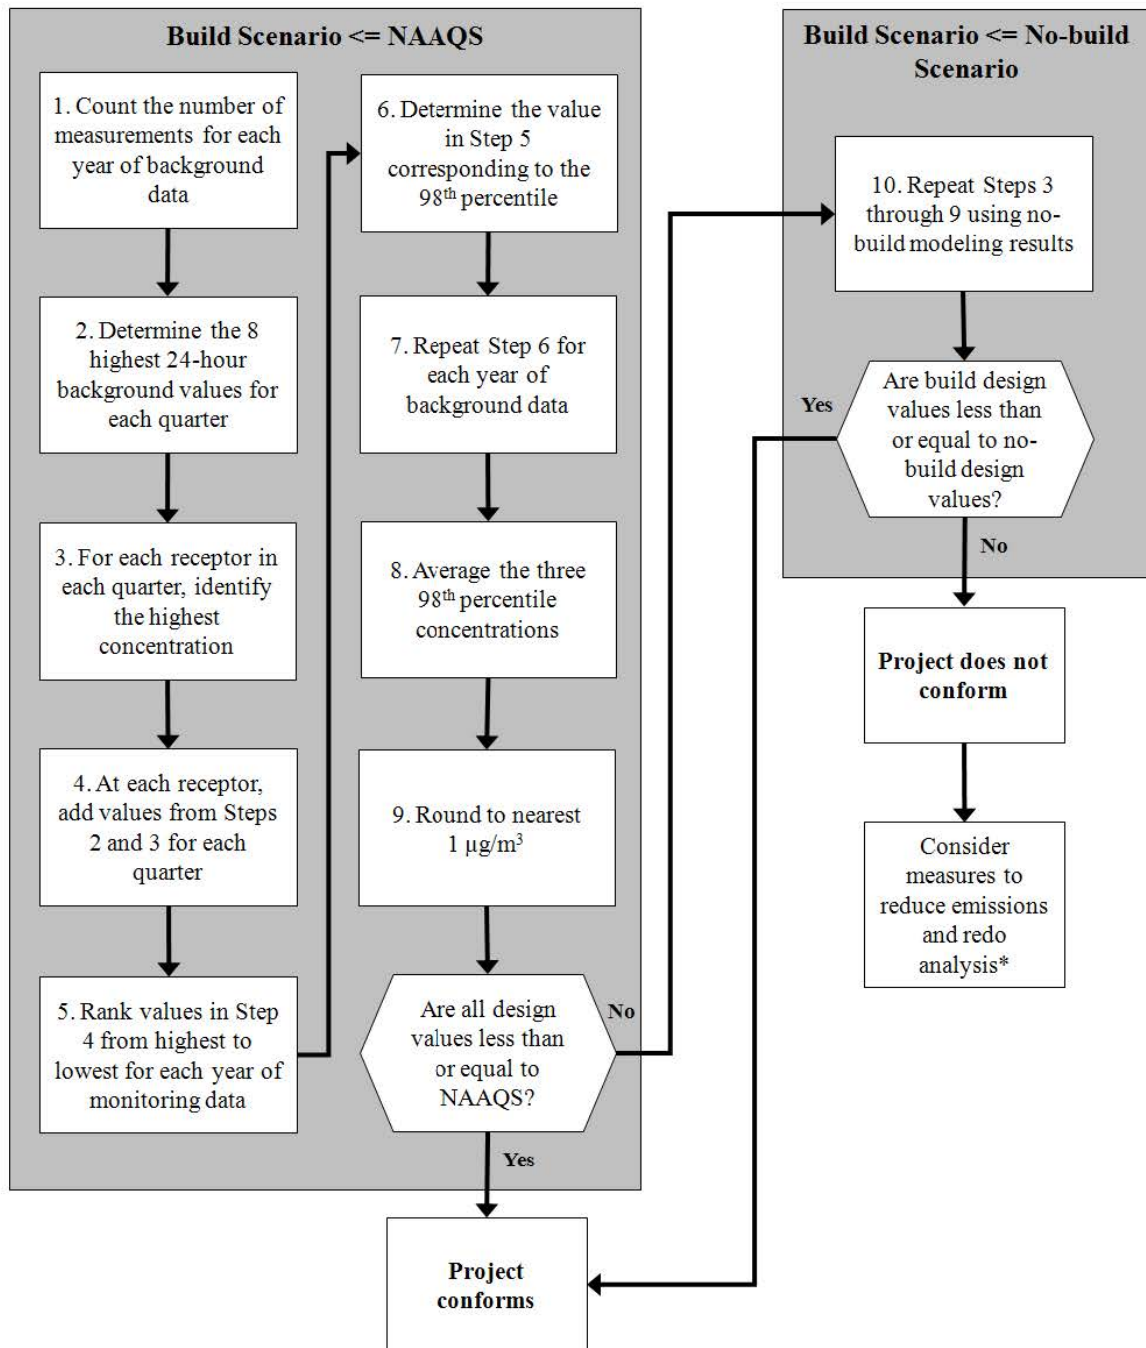 Build Scenario <= NAAQS
1. Count the number of
measurements for each
year of background
data
2. Determine the 8
highest 24-hour
background values for
each quarter
3. For each receptor in
each quarter, identify
the highest
concentration
4. At each receptor,
add values from Steps
2 and 3 for each
quarter
5. Rank values in Step
4 from highest to
lowest for each year of
monitoring data
6. Determine the value
in Step 5
corresponding to the
98th percentile
7. Repeat Step 6 for
each year of
background data
8. Average the three
98th percentile
concentrations
9. Round to nearest
1 µg/m³
Are all design
values less than
or equal to
NAAQS?
No
Yes
Project
conforms
Build Scenario <= No-build
Scenario
10. Repeat Steps 3
through 9 using no-
build modeling results
Are build design
values less than
or equal to no-
build design
values?
Yes
No
Project does not
conform
Consider
measures to
reduce emissions
and redo
analysis*